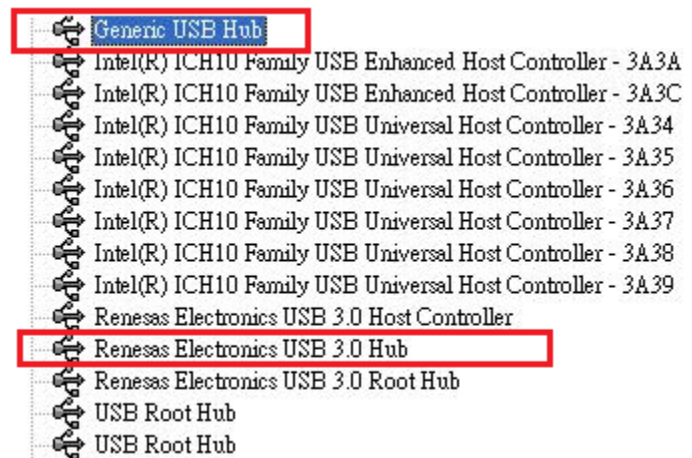 Generic USB Hub
Intel(R) ICH10 Family USB Enhanced Host Controller - 3A3A
Intel(R) ICH10 Family USB Enhanced Host Controller - 3A3C
Intel(R) ICH10 Family USB Universal Host Controller - 3A34
Intel(R) ICH10 Family USB Universal Host Controller - 3A35
Intel(R) ICH10 Family USB Universal Host Controller - 3A36
Intel(R) ICH10 Family USB Universal Host Controller - 3A37
Intel(R) ICH10 Family USB Universal Host Controller - 3A38
Intel(R) ICH10 Family USB Universal Host Controller - 3A39
Renesas Electronics USB 3.0 Host Controller
Renesas Electronics USB 3.0 Hub
Renesas Electronics USB 3.0 Root Hub
USB Root Hub
USB Root Hub